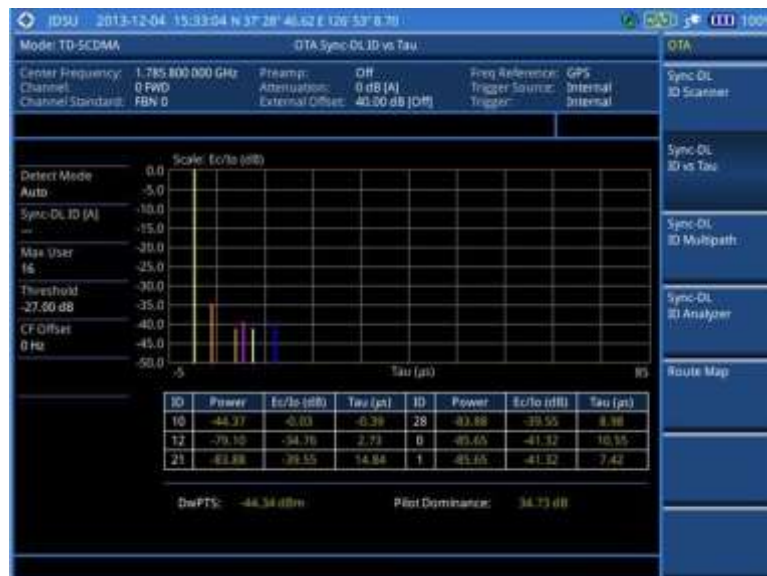 JDSU 2013-12-04 15:33:04 N 37° 28' 46.62 E 126° 53' 8.70 100%
Mode: TD-SCDMA OTA Sync-DL ID vs Tau OTA
Center Frequency: 1.785 800 000 GHz Preamp: Off Freq Reference: GPS
Channel: 0 FWD Attenuation: 0 dB [A] Trigger Source: Internal
Channel Standard: FBN 0 External Offset: 40.00 dB [Off] Trigger: Internal
Sync-DL
ID Scanner
Sync-DL
ID vs Tau
Sync-DL
ID Multipath
Sync-DL
ID Analyzer
Route Map
Detect Mode
Auto
Sync-DL ID [A]
---
Max User
16
Threshold
-27.00 dB
CF Offset
0 Hz
Scale: Ec/Io (dB)
0.0
-5.0
-10.0
-15.0
-20.0
-25.0
-30.0
-35.0
-40.0
-45.0
-50.0
-5 Tau (µs) 85
ID Power Ec/Io (dB) Tau (µs) ID Power Ec/Io (dB) Tau (µs)
10 -44.37 -0.03 -0.39 28 -83.88 -39.55 8.98
12 -79.10 -34.76 2.73 0 -85.65 -41.32 10.55
21 -83.88 -39.55 14.84 1 -85.65 -41.32 7.42
DwPTS: -44.34 dBm Pilot Dominance: 34.73 dB